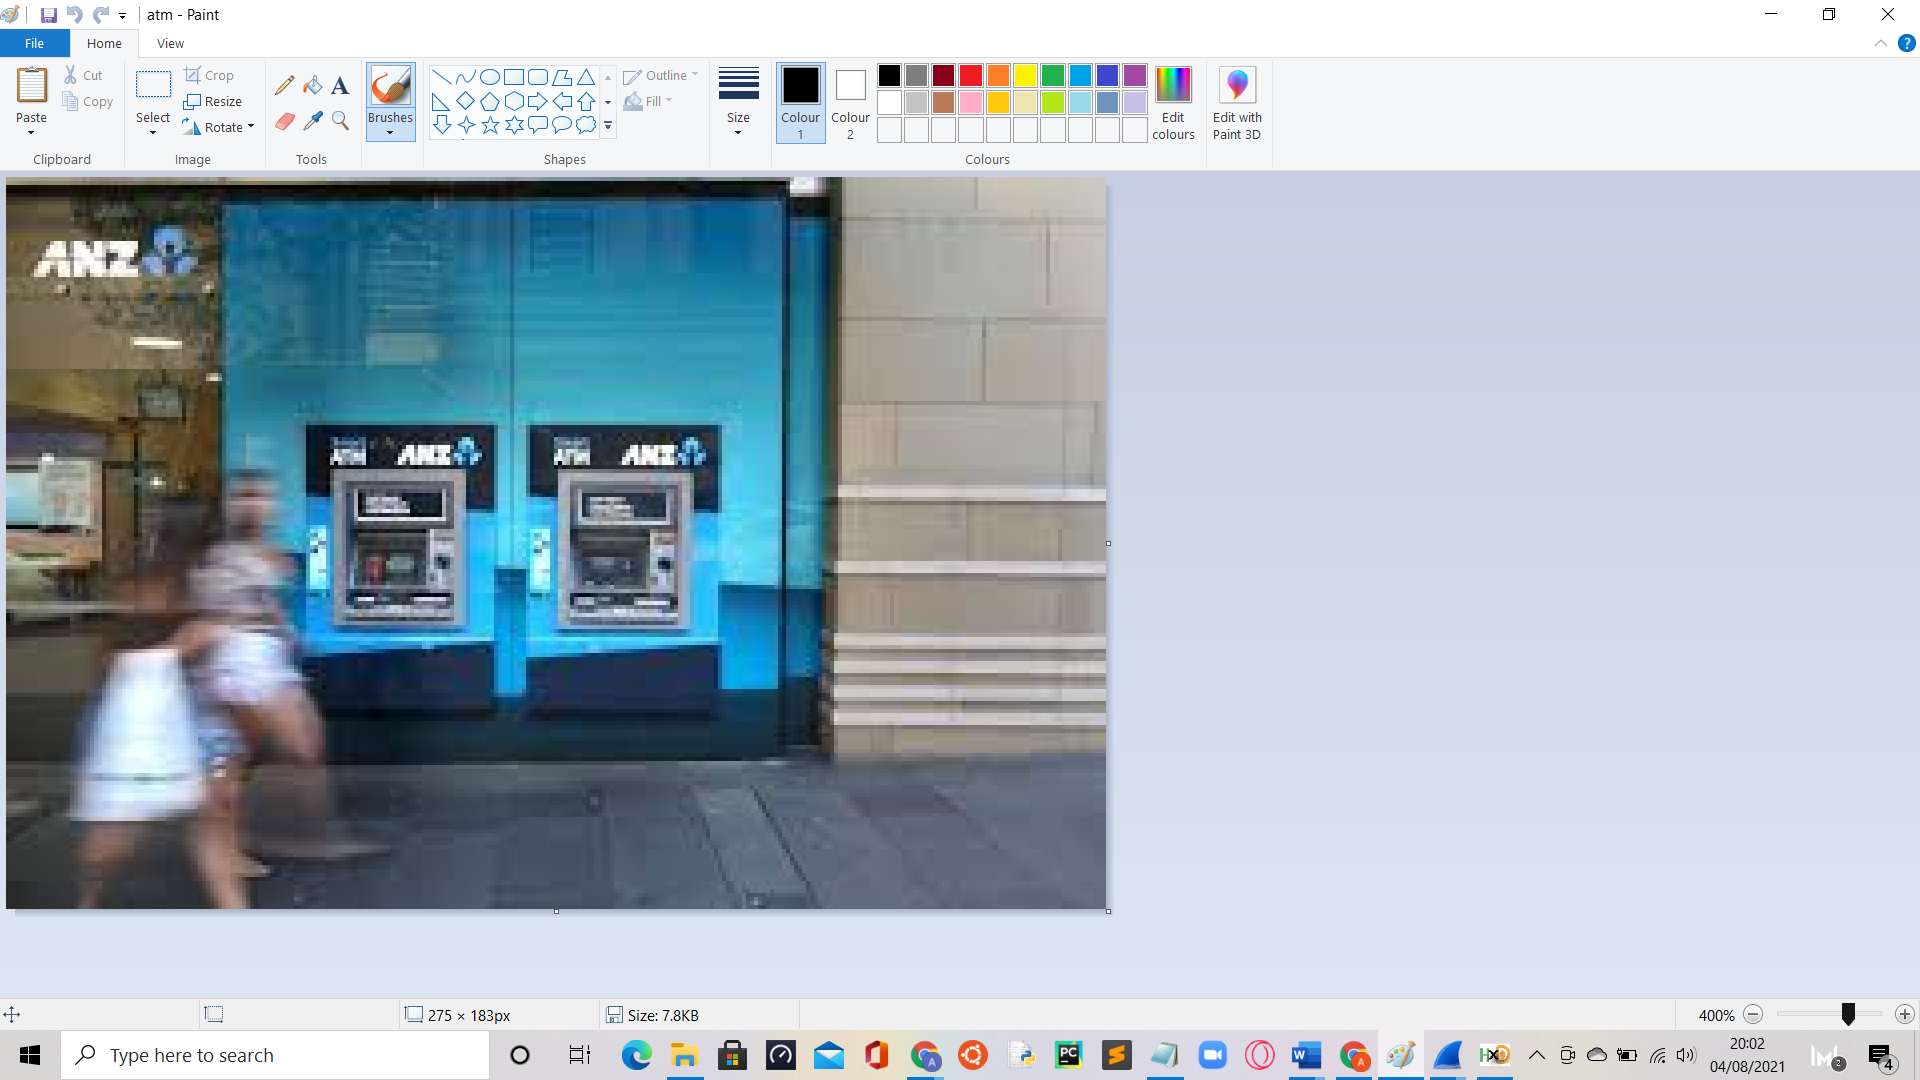 atm - Paint
File
Home
View
Paste
Cut
Copy
Clipboard
Select
Crop
Resize
Rotate
Image
Tools
Brushes
Shapes
Outline
Fill
Size
Colour
1
Colour
2
Colours
Edit
colours
Edit with
Paint 3D
ANZ
ATM ANZ
ATM ANZ
275 × 183px
Size: 7.8KB
400%
Type here to search
20:02
04/08/2021